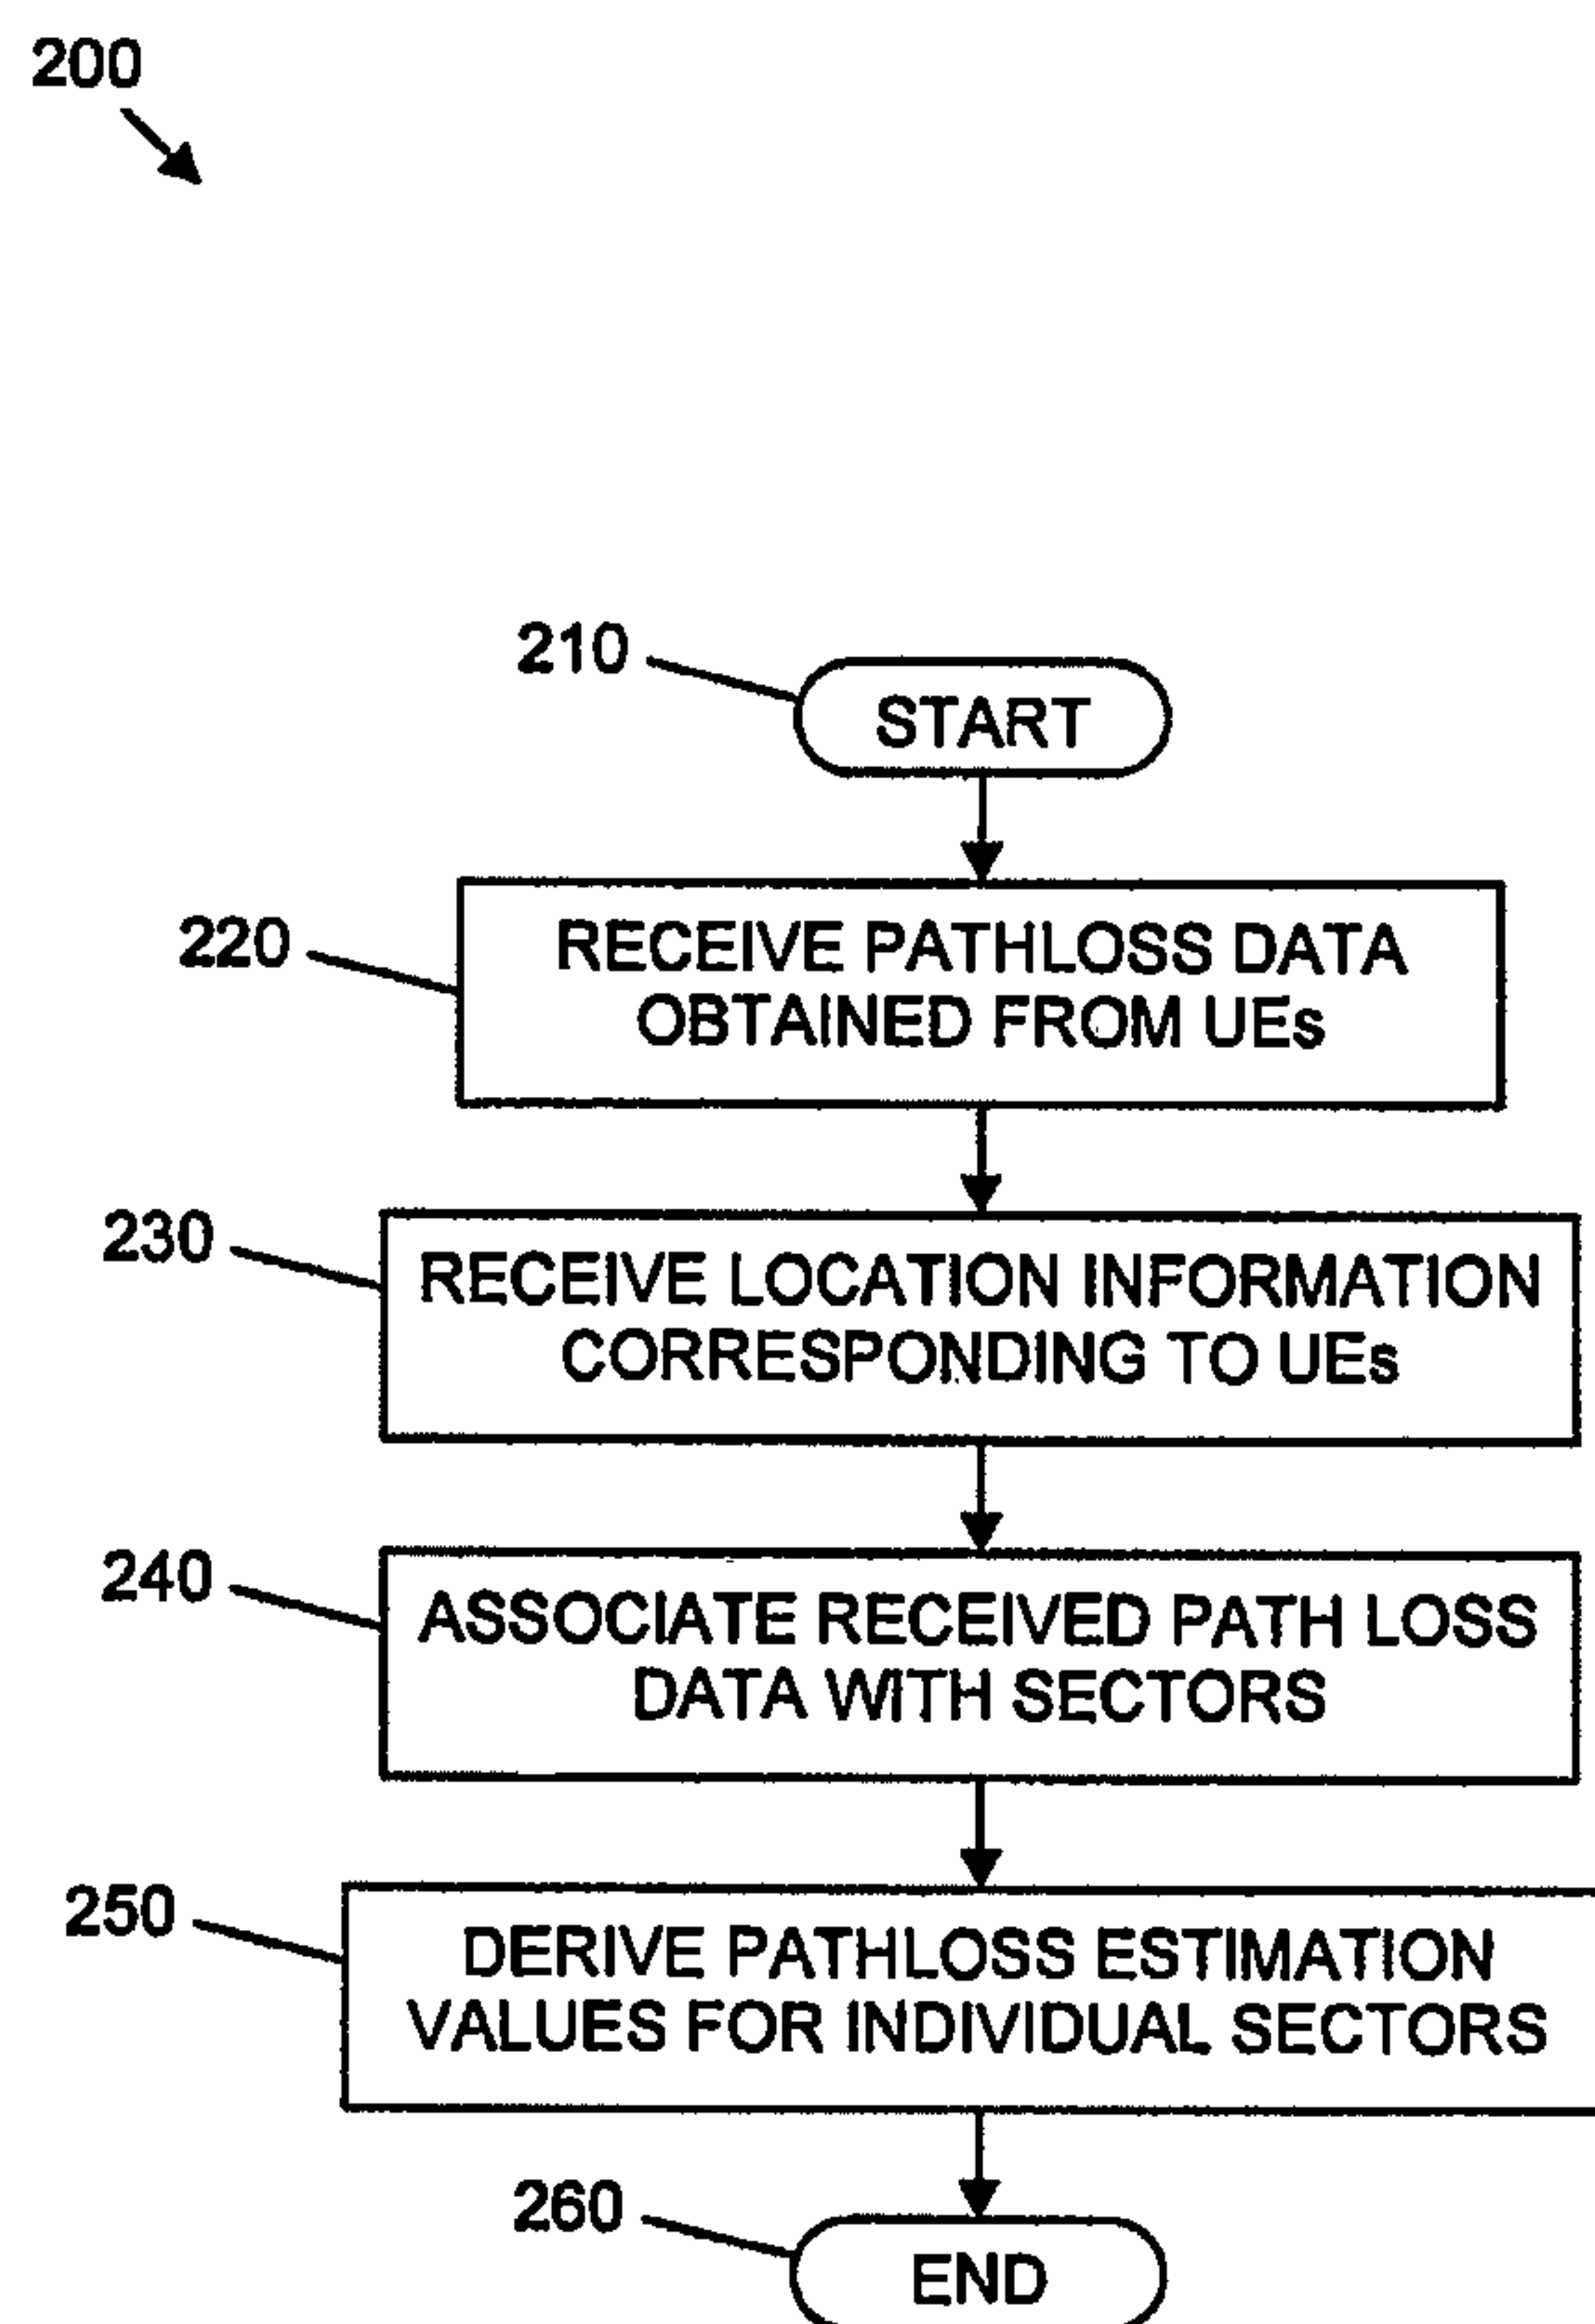 200
210
START
220
RECEIVE PATHLOSS DATA
OBTAINED FROM UEs
230
RECEIVE LOCATION INFORMATION
CORRESPONDING TO UEs
240
ASSOCIATE RECEIVED PATH LOSS
DATA WITH SECTORS
250
DERIVE PATHLOSS ESTIMATION
VALUES FOR INDIVIDUAL SECTORS
260
END